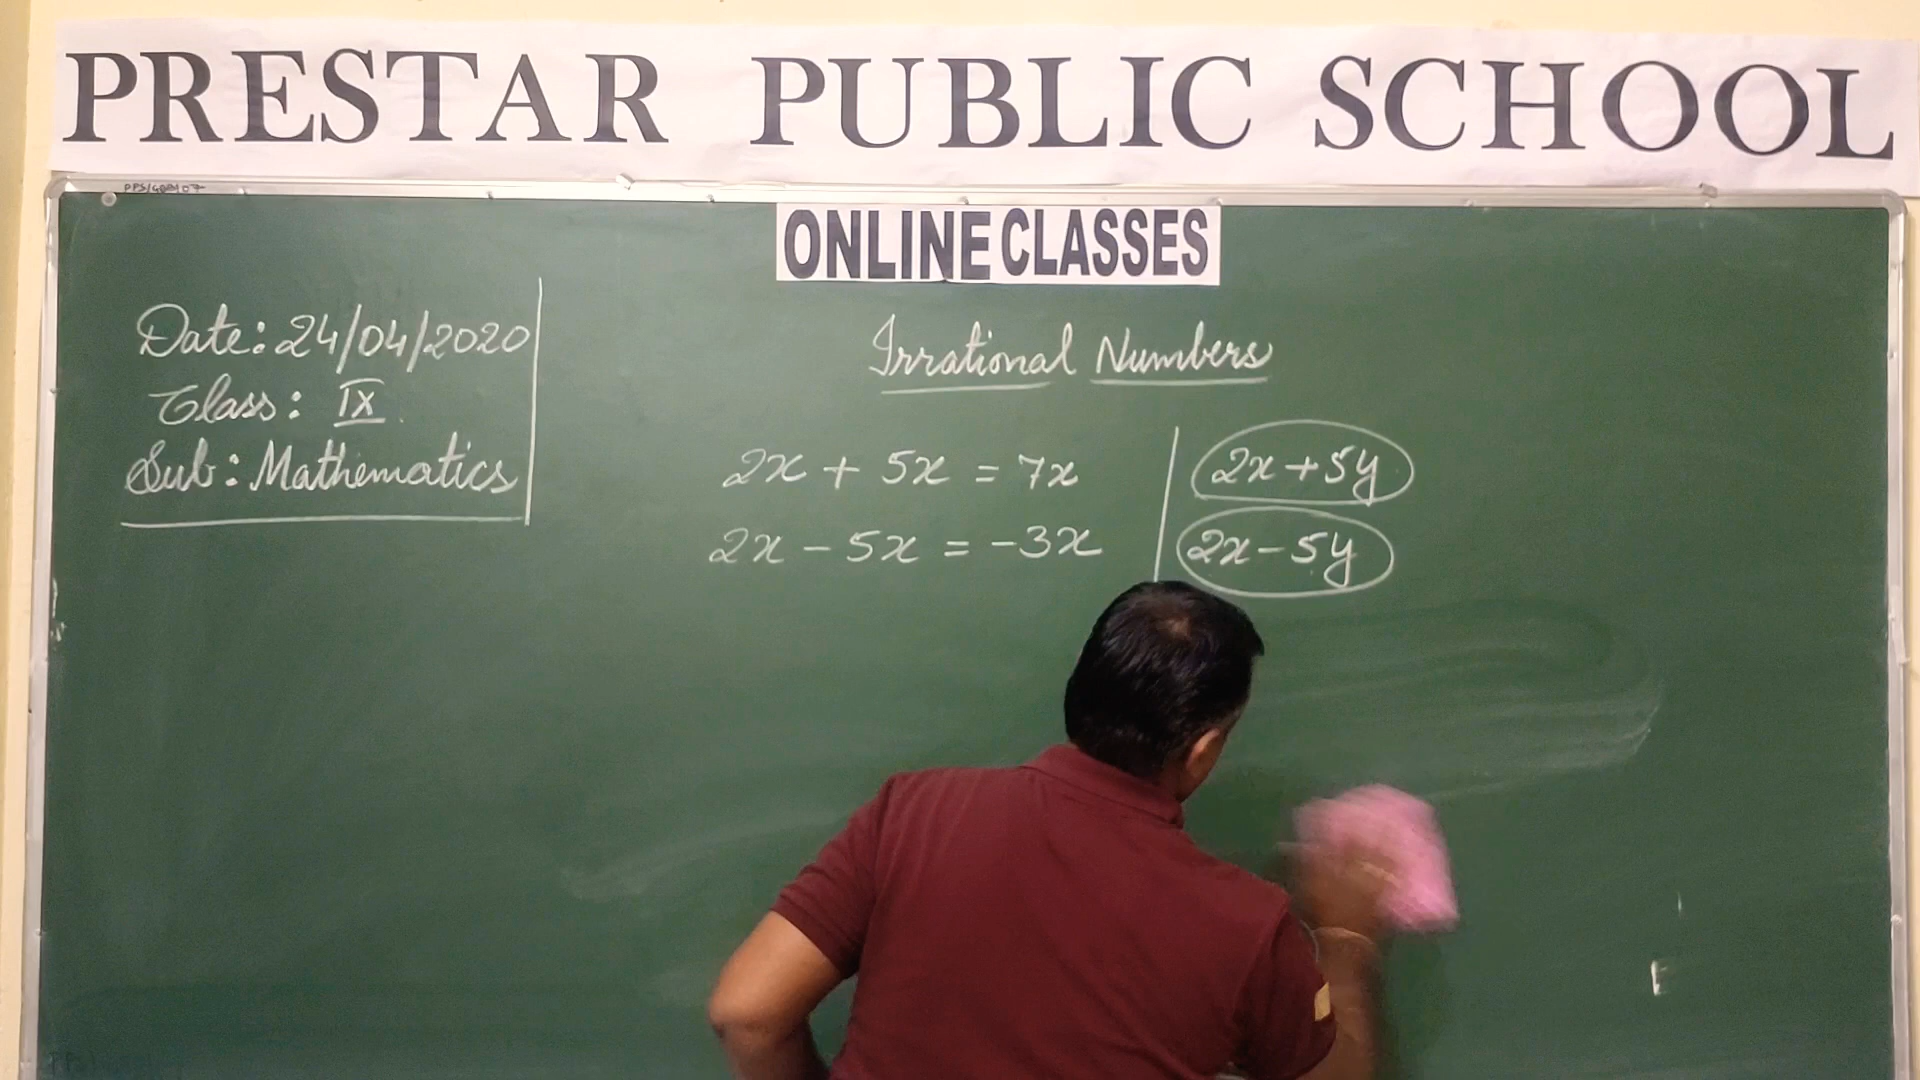 PRESTAR PUBLIC SCHOOL
ONLINE CLASSES
Date: 24/04/2020
Class: IX.
Sub: Mathematics
Irrational Numbers
2x + 5x = 7x
2x + 5y
2x - 5x = -3x
2x - 5y